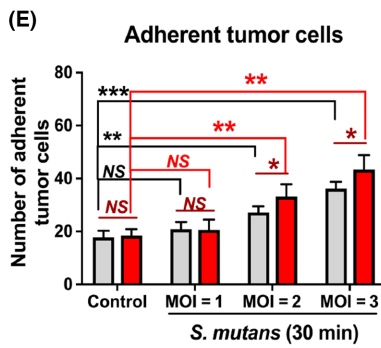 (E)
Adherent tumor cells
Number of adherent
tumor cells
80
60
40
20
0
***
**
**
**
NS
NS
*
*
NS
NS
Control
MOI = 1
MOI = 2
MOI = 3
S. mutans (30 min)